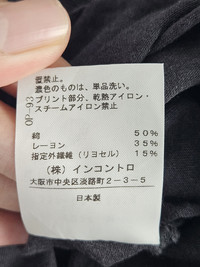 蛍禁止。
濃色のものは、単品洗い。
プリント部分、乾熱アイロン・
スチームアイロン禁止
綿 50%
レーヨン 35%
指定外繊維(リヨセル) 15%
(株)インコントロ
大阪市中央区淡路町2-3-5
日本製